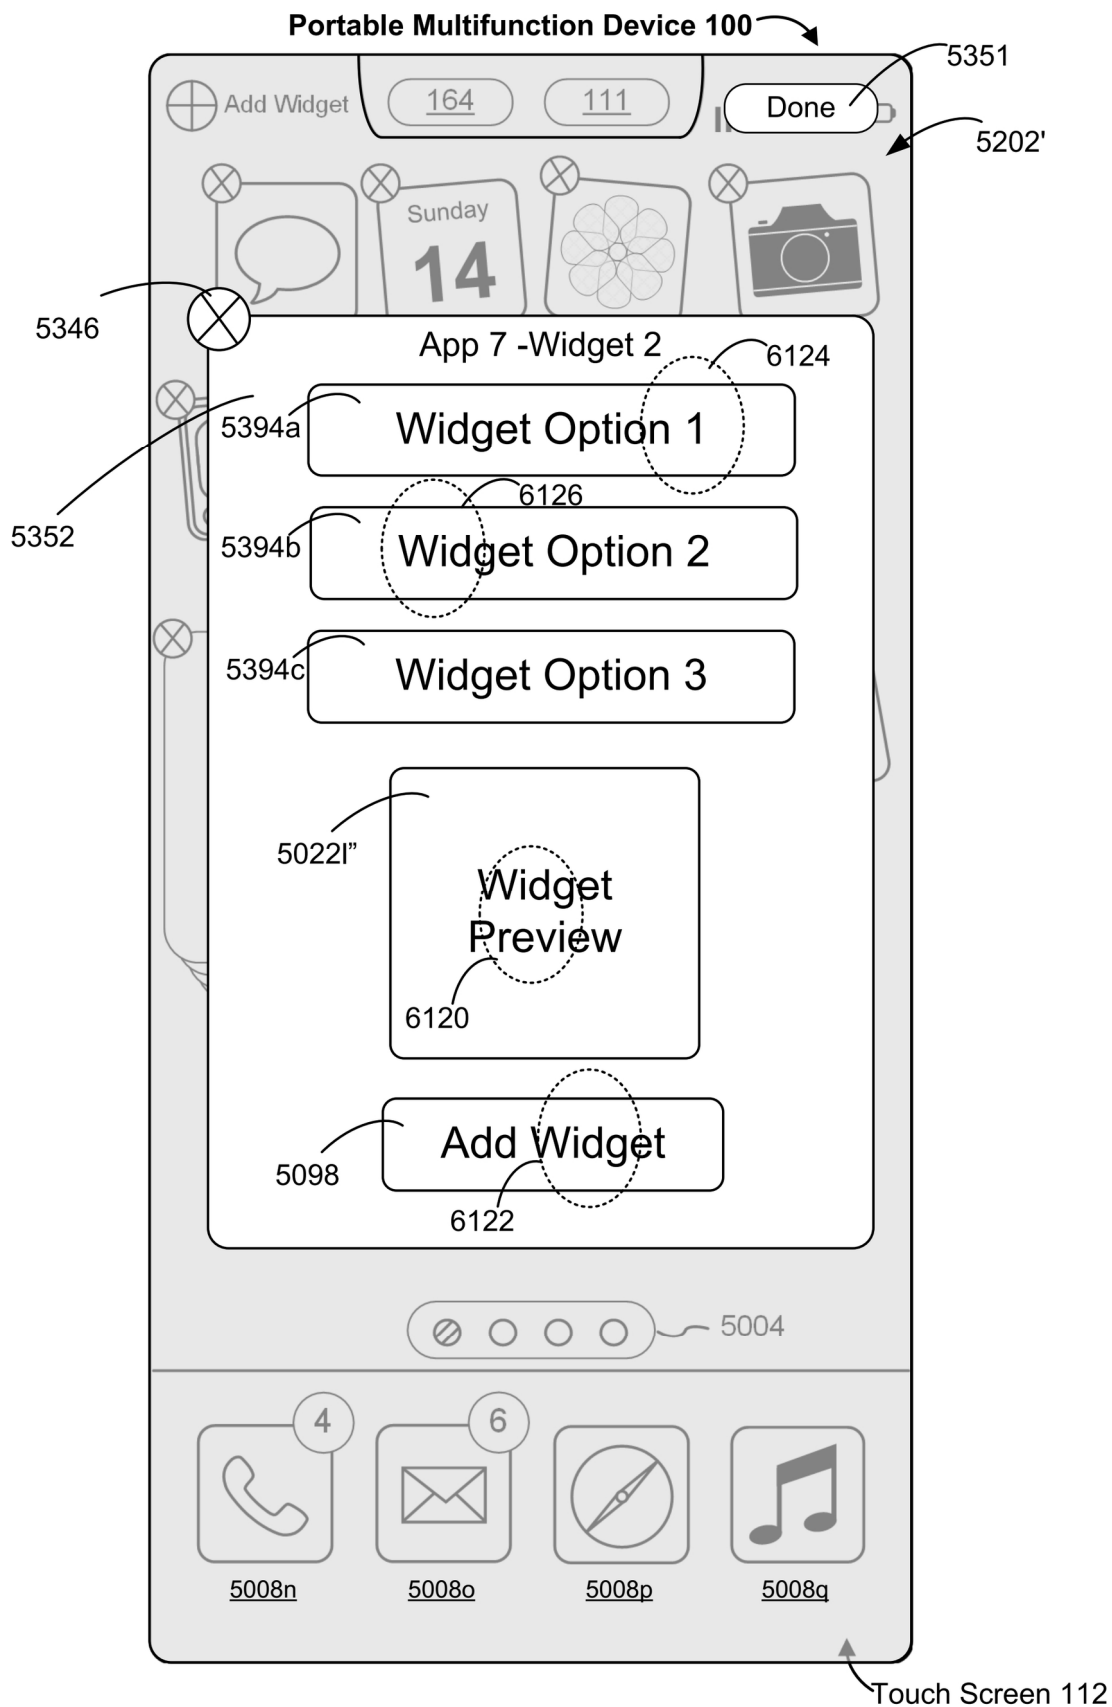 Portable Multifunction Device 100
5351
Add Widget
164
111
Done
5202'
Sunday
14
5346
App 7 -Widget 2
6124
5394a
Widget Option 1
6126
5352
5394b
Widget Option 2
5394c
Widget Option 3
5022l”
Widget
Preview
6120
Add Widget
5098
6122
5004
4
6
5008n
5008o
5008p
5008q
Touch Screen 112